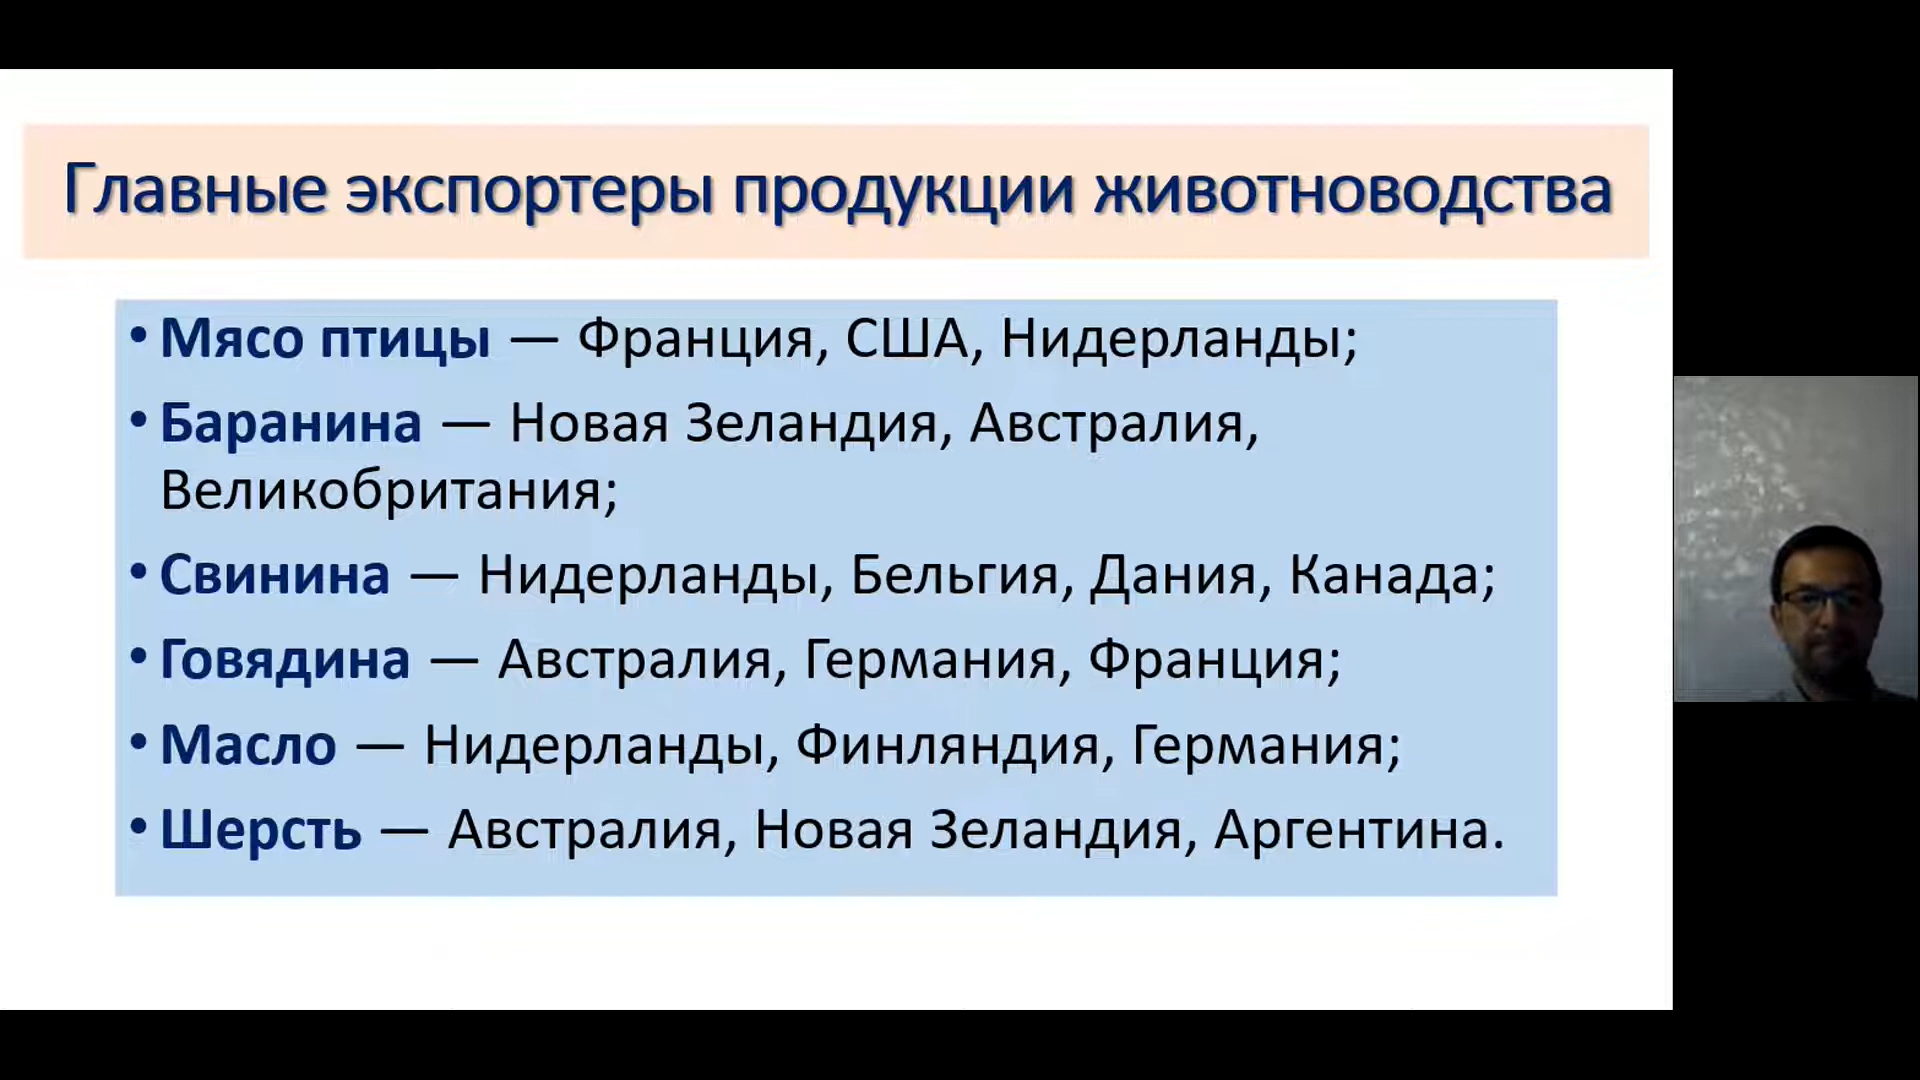 Главные экспортеры продукции животноводства
• Мясо птицы — Франция, США, Нидерланды;
• Баранина — Новая Зеландия, Австралия,
Великобритания;
• Свинина — Нидерланды, Бельгия, Дания, Канада;
• Говядина — Австралия, Германия, Франция;
• Масло — Нидерланды, Финляндия, Германия;
• Шерсть — Австралия, Новая Зеландия, Аргентина.